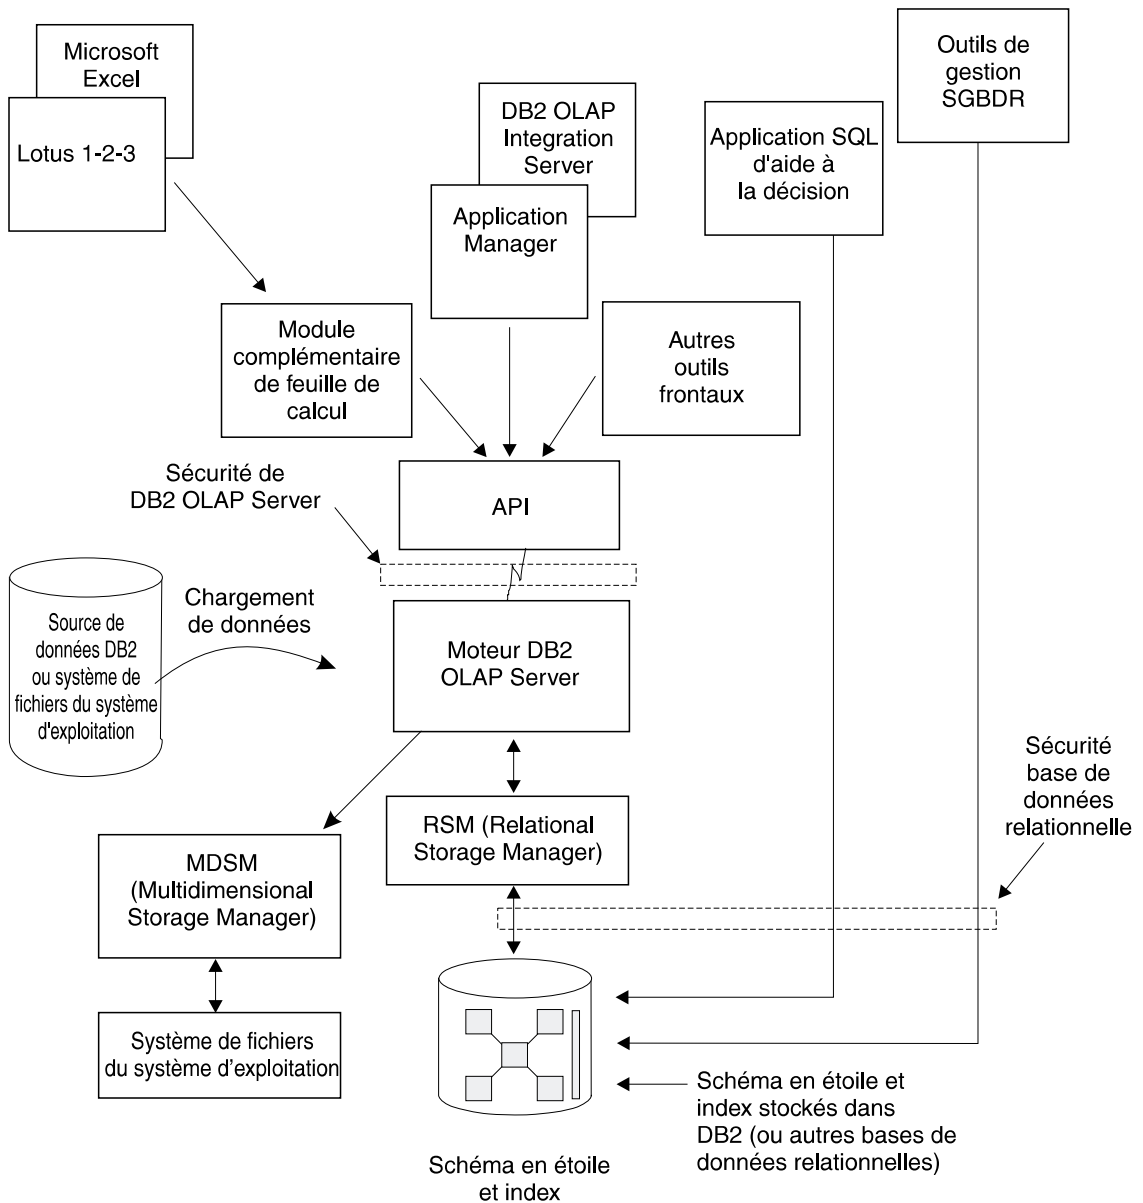 Microsoft
Excel
Lotus 1-2-3
DB2 OLAP
Integration
Server
Application
Manager
Application SQL
d'aide à
la décision
Outils de
gestion
SGBDR
Module
complémentaire
de feuille de
calcul
Autres
outils
frontaux
Sécurité de
DB2 OLAP Server
API
Source de
données DB2
ou système de
fichiers du système
d'exploitation
Chargement
de données
Moteur DB2
OLAP Server
Sécurité
base de
données
relationnelle
RSM (Relational
Storage Manager)
MDSM
(Multidimensional
Storage Manager)
Système de fichiers
du système d'exploitation
Schéma en étoile et
index stockés dans
DB2 (ou autres bases de
données relationnelles)
Schéma en étoile
et index